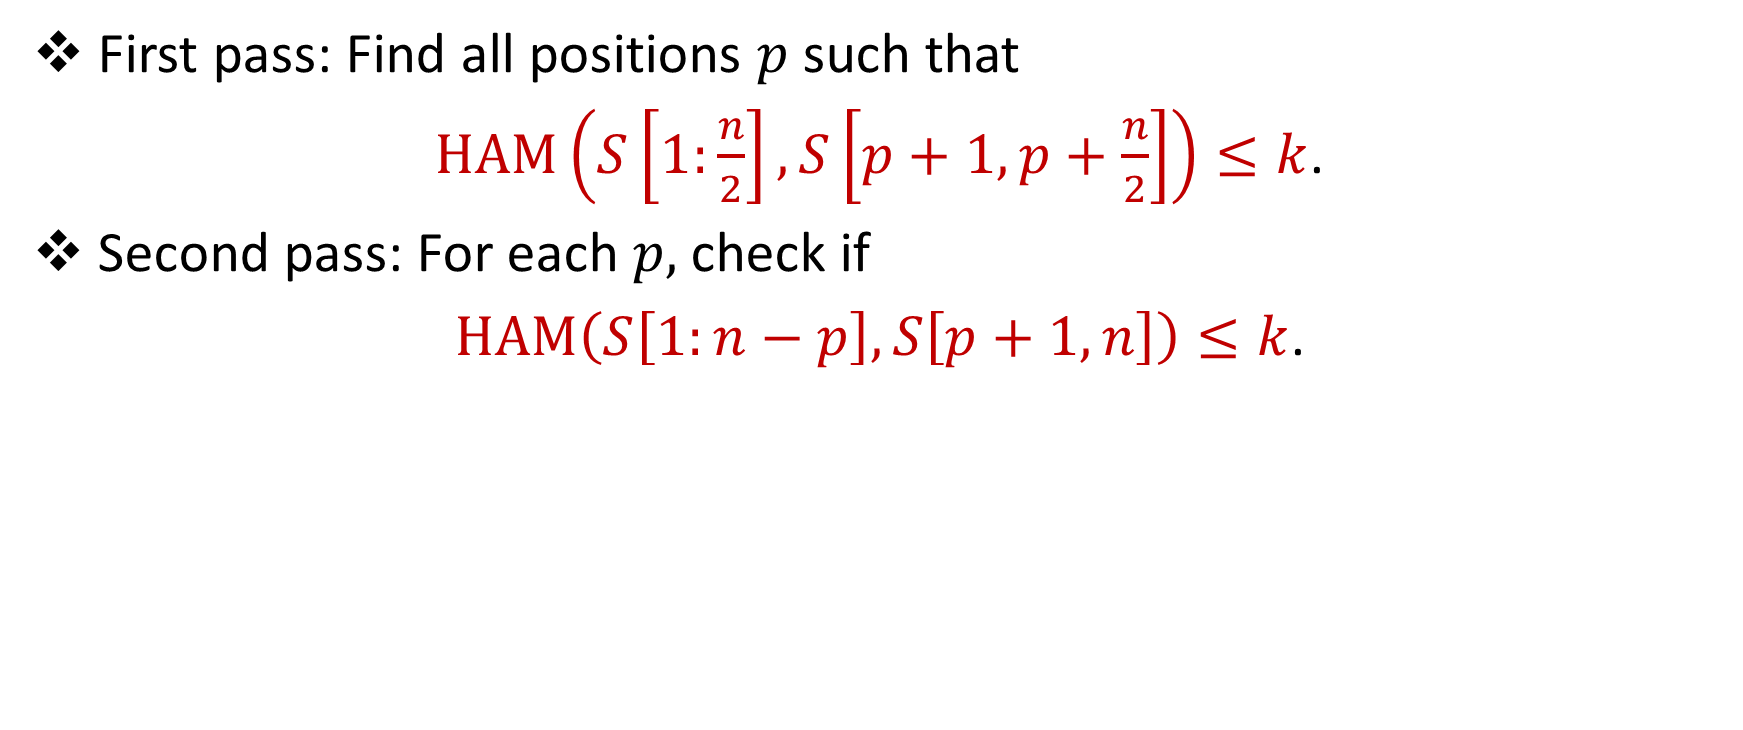 ❖ First pass: Find all positions p such that
HAM(S[1: n/2], S[p + 1, p + n/2]) ≤ k.
❖ Second pass: For each p, check if
HAM(S[1: n − p], S[p + 1, n]) ≤ k.